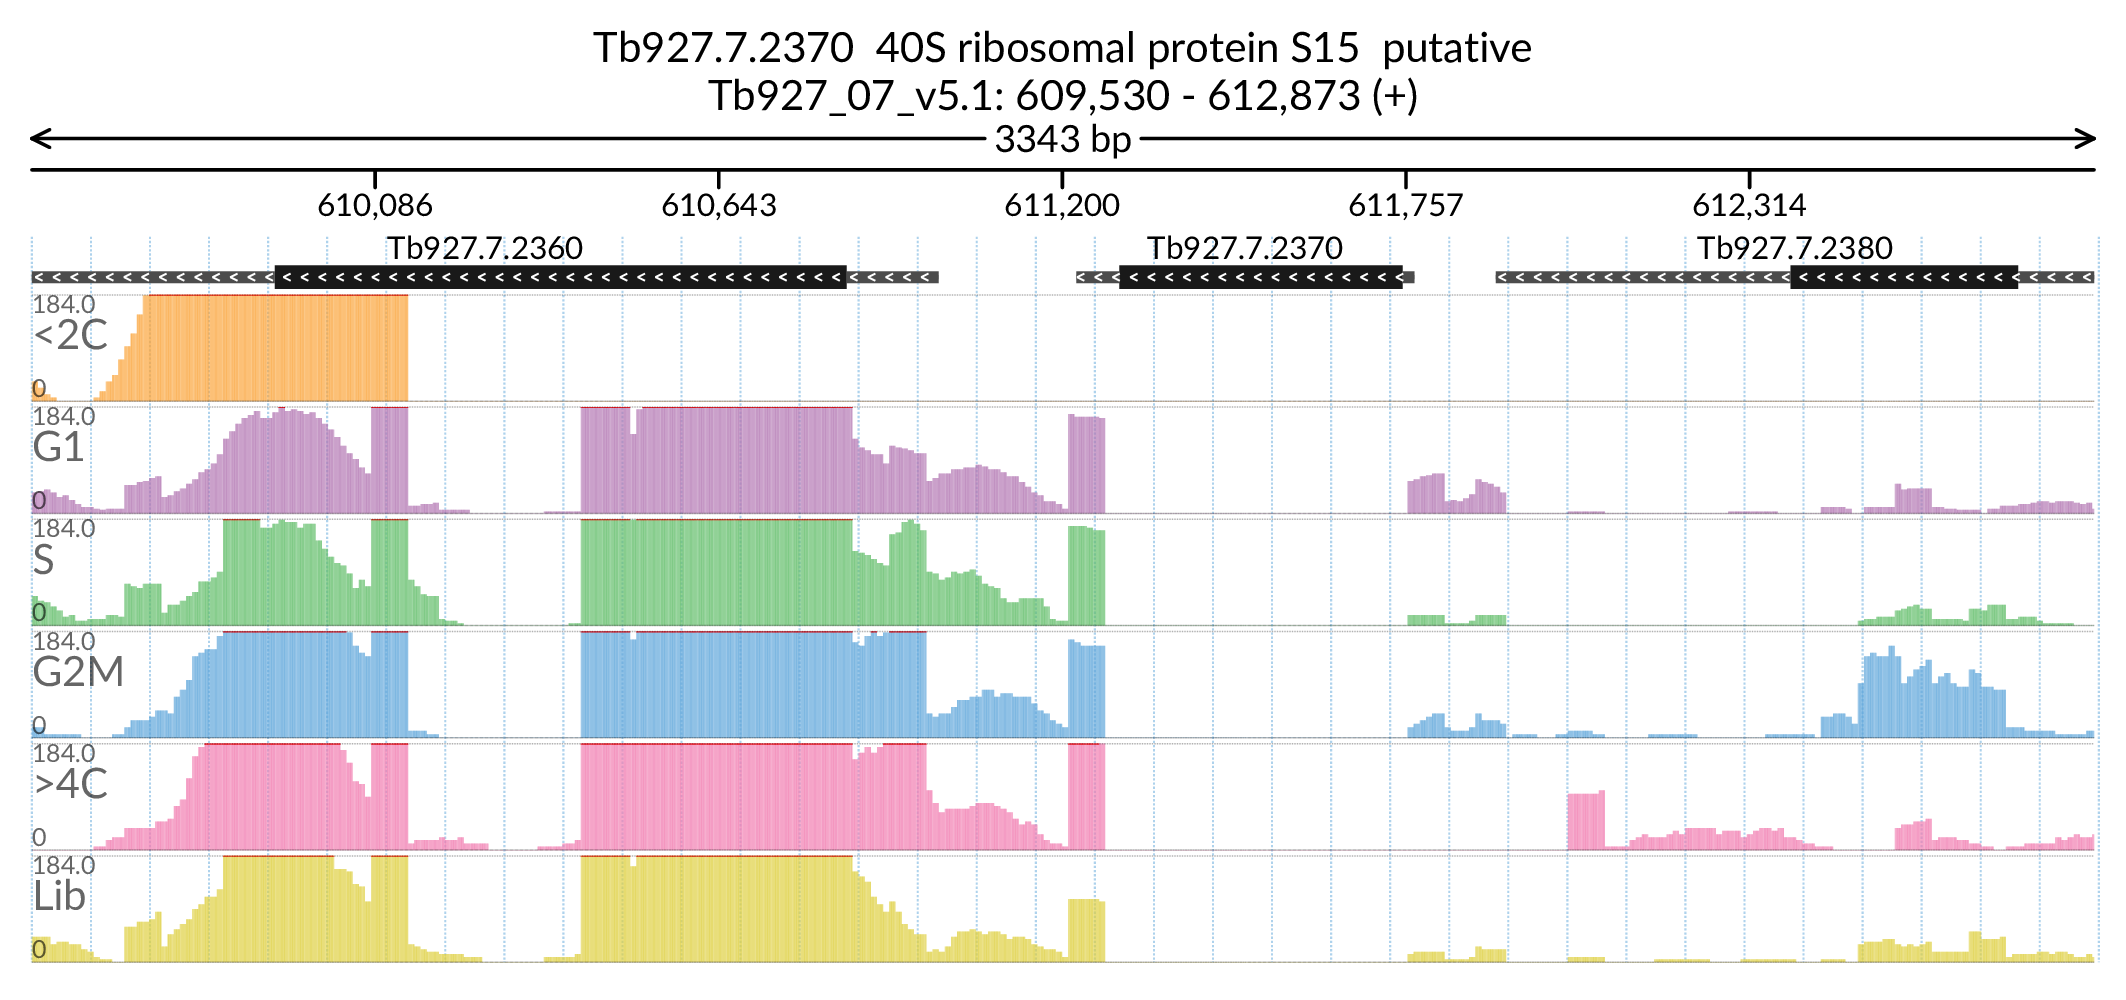 Tb927.7.2370 40S ribosomal protein S15 putative
Tb927_07_v5.1: 609,530 - 612,873 (+)
3343 bp
610,086 610,643 611,200 611,757 612,314
Tb927.7.2360 Tb927.7.2370 Tb927.7.2380
184.0
<2C
0
184.0
G1
0
184.0
S
0
184.0
G2M
0
184.0
>4C
0
184.0
Lib
0